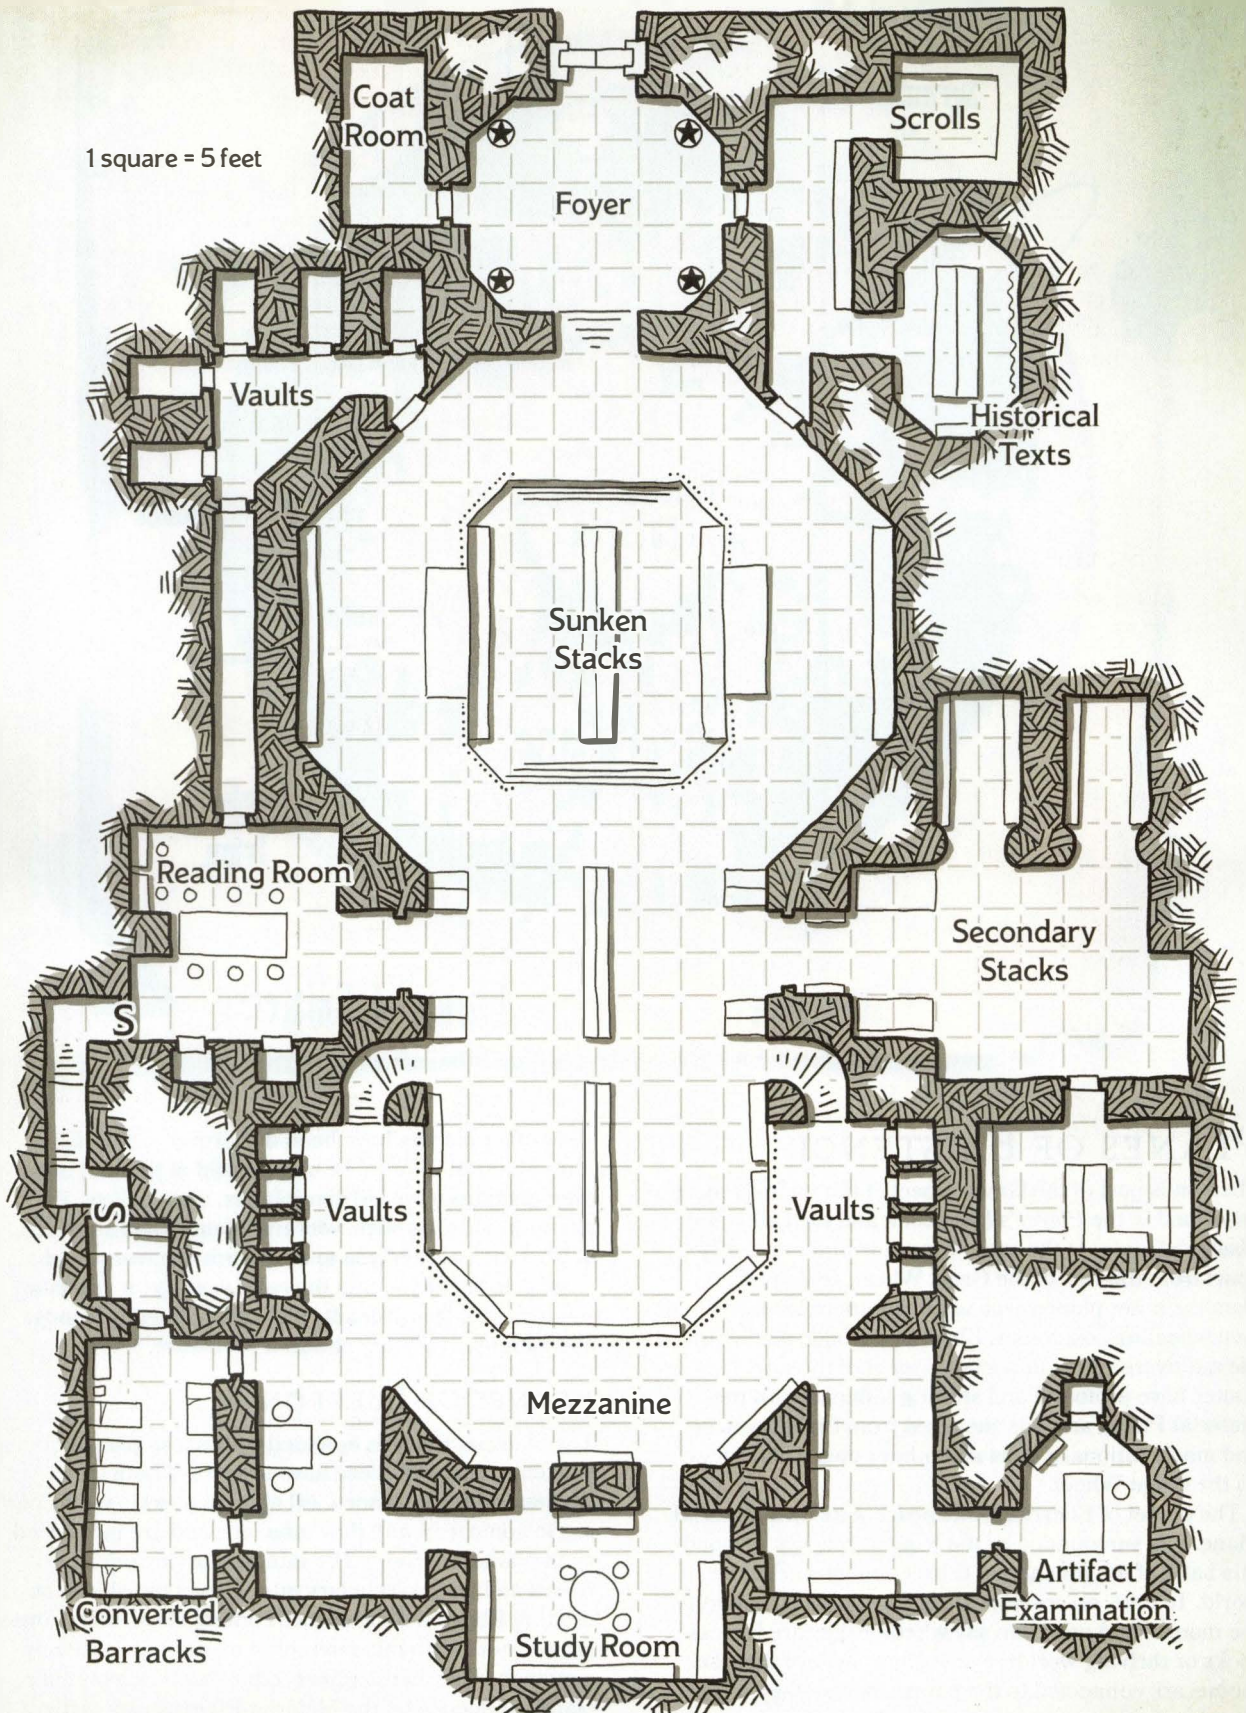 Coat
Room
Scrolls
1 square = 5 feet
Foyer
Vaults
Historical
Texts
Sunken
Stacks
Reading Room
Secondary
Stacks
S
S
Vaults
Vaults
Mezzanine
Artifact
Examination
Converted
Barracks
Study Room